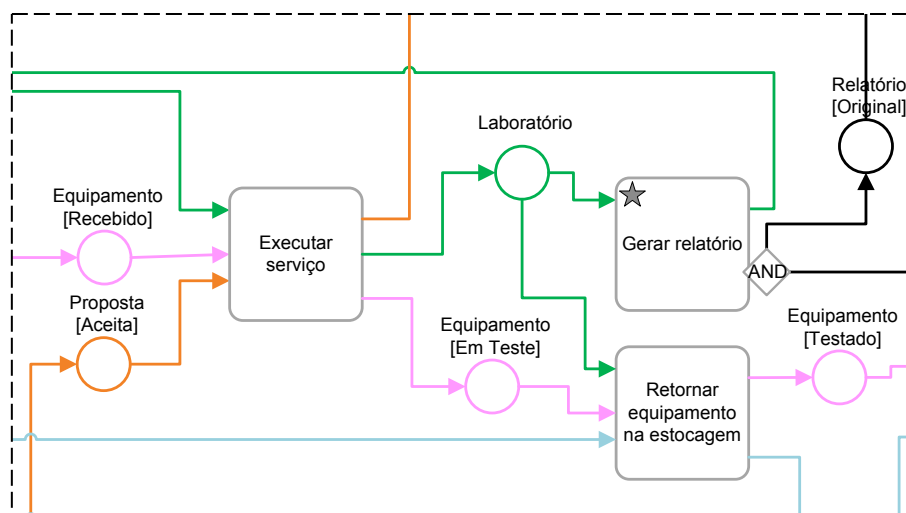 Relatório
[Original]
Laboratório
Equipamento
[Recebido]
Executar
serviço
Gerar relatório
AND
Proposta
[Aceita]
Equipamento
[Em Teste]
Equipamento
[Testado]
Retornar
equipamento
na estocagem